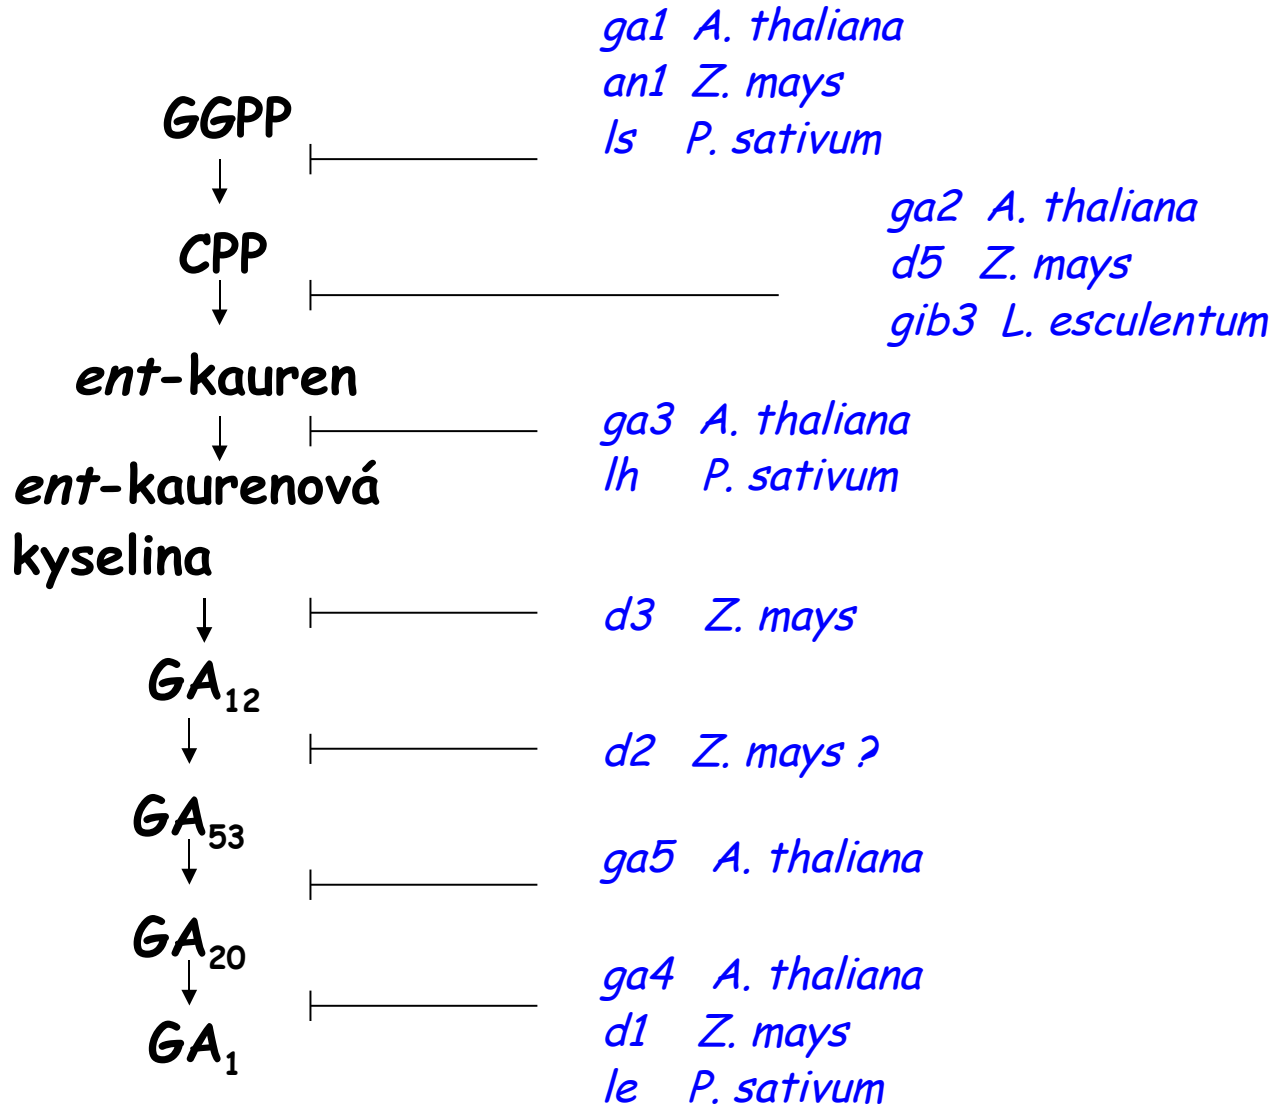 ga1 A. thaliana
an1 Z. mays
ls P. sativum
GGPP
ga2 A. thaliana
d5 Z. mays
gib3 L. esculentum
CPP
ent-kauren
ga3 A. thaliana
lh P. sativum
ent-kaurenová
kyselina
d3 Z. mays
GA12
d2 Z. mays ?
GA53
ga5 A. thaliana
GA20
ga4 A. thaliana
d1 Z. mays
le P. sativum
GA1